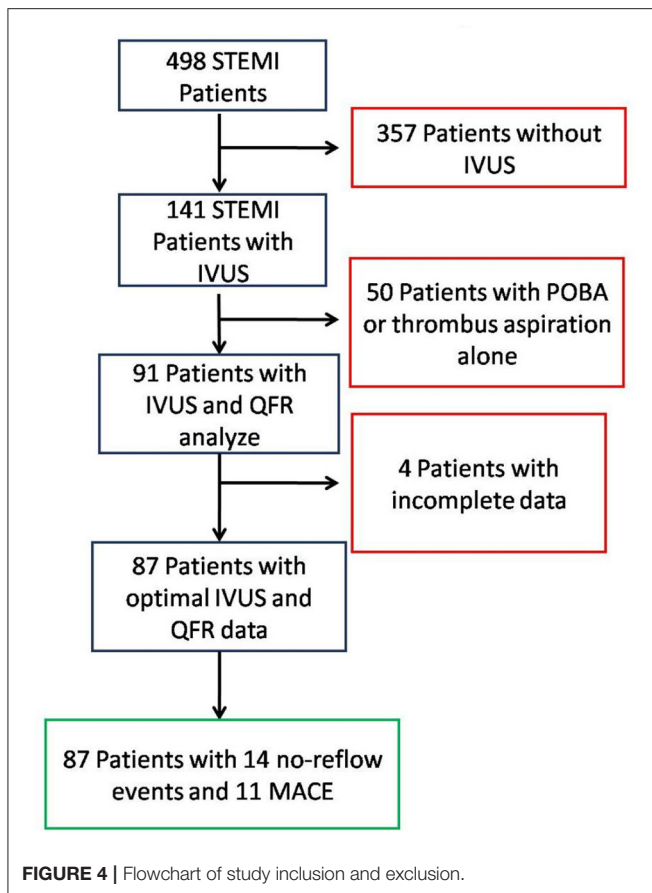 498 STEMI
Patients
357 Patients without
IVUS
141 STEMI
Patients with
IVUS
50 Patients with POBA
or thrombus aspiration
alone
91 Patients with
IVUS and QFR
analyze
4 Patients with
incomplete data
87 Patients with
optimal IVUS and
QFR data
87 Patients with 14 no-reflow
events and 11 MACE
FIGURE 4 | Flowchart of study inclusion and exclusion.